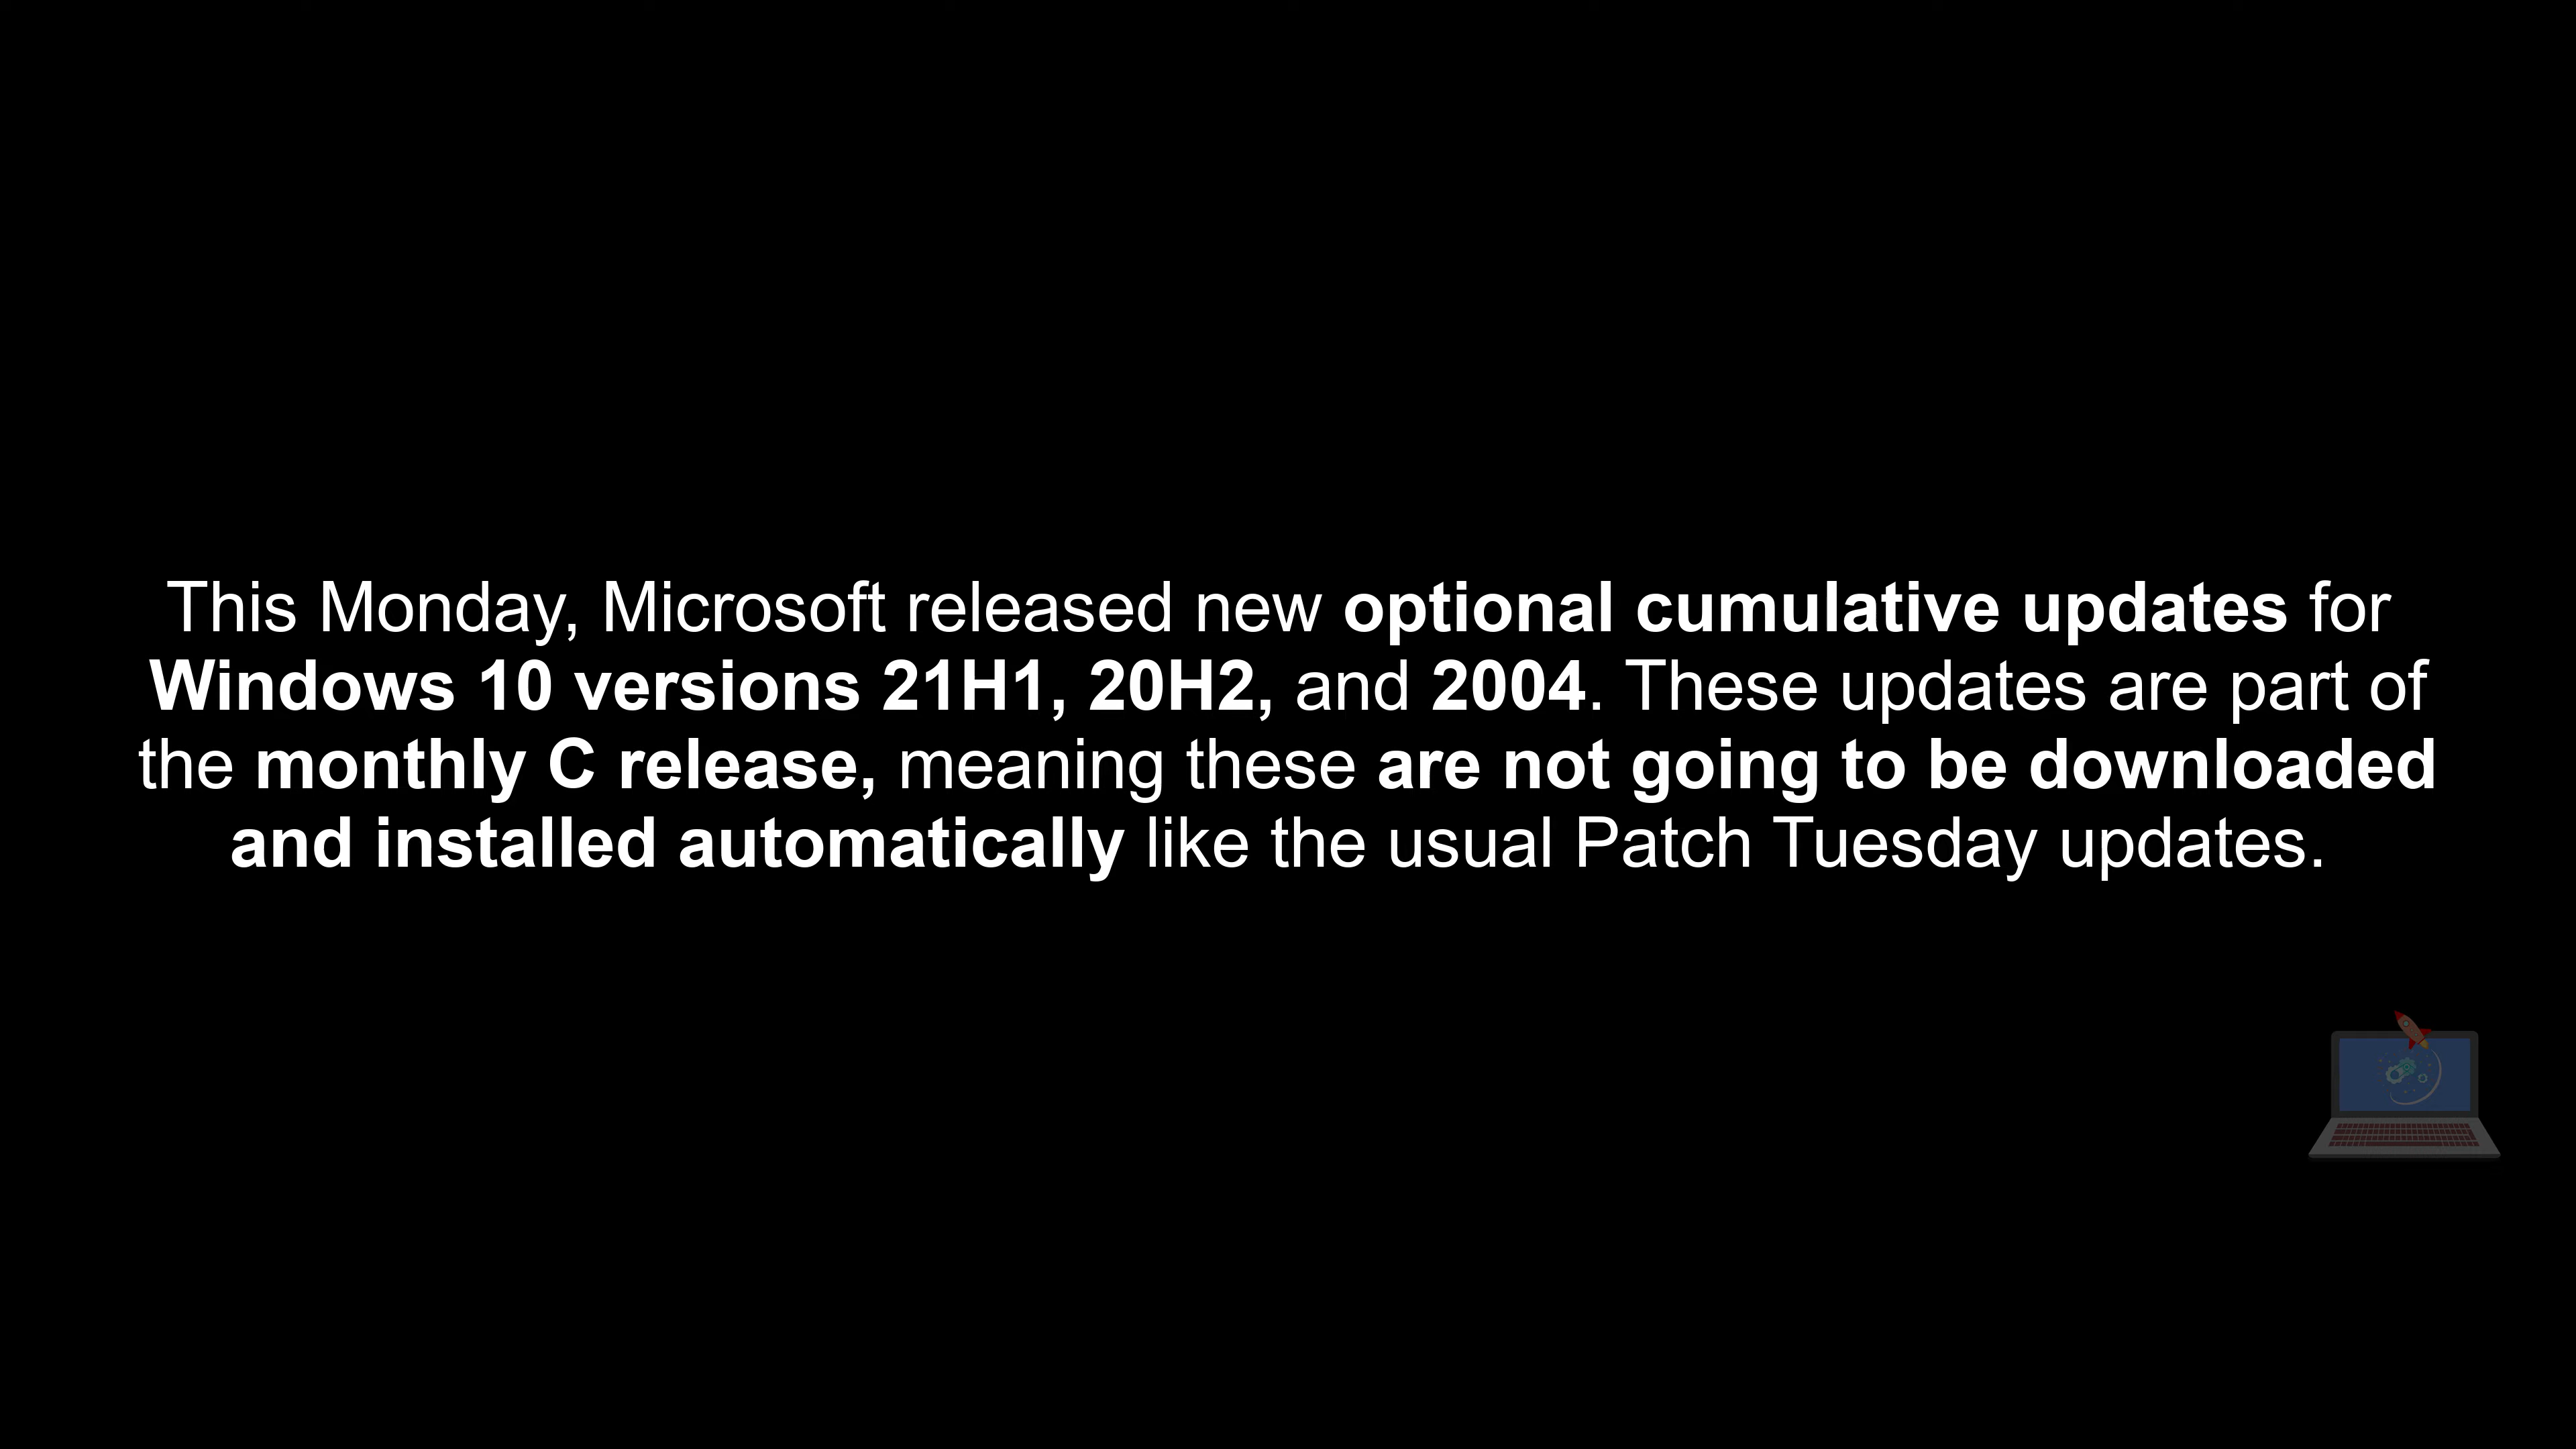 This Monday, Microsoft released new optional cumulative updates for
Windows 10 versions 21H1, 20H2, and 2004. These updates are part of
the monthly C release, meaning these are not going to be downloaded
and installed automatically like the usual Patch Tuesday updates.